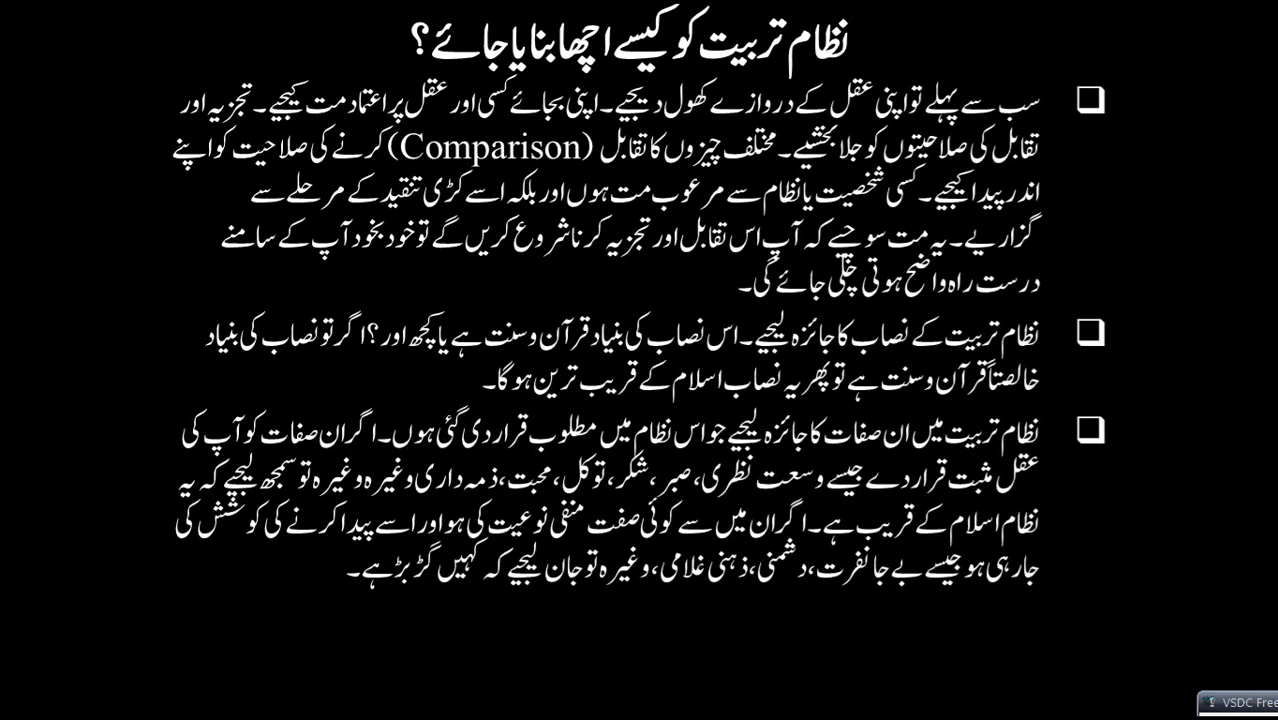 نظام تربیت کو کیسے اچھا بنایا جائے؟
سب سے پہلے تو اپنی عقل کے دروازے کھول دیجیے۔ اپنی بجائے کسی اور عقل پر اعتماد مت کیجیے۔ تجزیہ اور
تقابل کی صلاحیتوں کو جلا بخشیے۔ مختلف چیزوں کا تقابل (Comparison) کرنے کی صلاحیت کو اپنے
اندر پیدا کیجیے۔ کسی شخصیت یا نظام سے مرعوب مت ہوں اور بلکہ اسے کڑی تنقید کے مرحلے سے
گزاریے۔ یہ مت سوچیے کہ آپ اس تقابل اور تجزیہ کرنا شروع کریں گے تو خود بخود آپ کے سامنے
درست راہ واضح ہوتی چلی جائے گی۔
نظام تربیت کے نصاب کا جائزہ لیجیے۔ اس نصاب کی بنیاد قرآن و سنت ہے یا کچھ اور؟ اگر تو نصاب کی بنیاد
خالصتاً قرآن و سنت ہے تو پھر یہ نصاب اسلام کے قریب ترین ہو گا۔
نظام تربیت میں ان صفات کا جائزہ لیجیے جو اس نظام میں مطلوب قرار دی گئی ہوں۔ اگر ان صفات کو آپ کی
عقل مثبت قرار دے جیسے وسعت نظری، صبر، شکر، توکل، محبت، ذمہ داری وغیرہ وغیرہ تو سمجھ لیجیے کہ یہ
نظام اسلام کے قریب ہے۔ اگر ان میں سے کوئی صفت منفی نوعیت کی ہو اور اسے پیدا کرنے کی کوشش کی
جا رہی ہو جیسے بے جا نفرت، دشمنی، ذہنی غلامی، وغیرہ تو جان لیجیے کہ کہیں گڑ بڑ ہے۔
VSDC Free